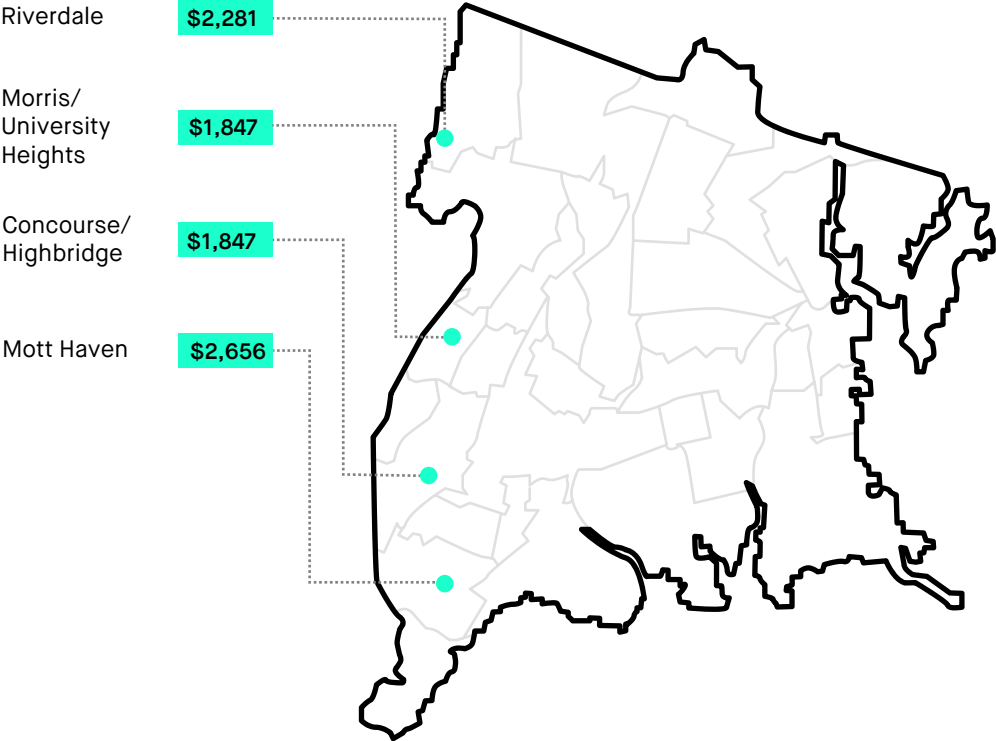 Riverdale
$2,281
Morris/
University
Heights
$1,847
Concourse/
Highbridge
$1,847
Mott Haven
$2,656